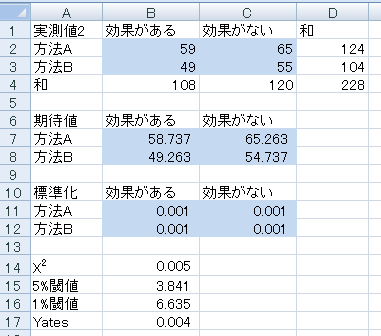 A B C D
1 実測値2 効果がある 効果がない 和
2 方法A 59 65 124
3 方法B 49 55 104
4 和 108 120 228
5
6 期待値 効果がある 効果がない
7 方法A 58.737 65.263
8 方法B 49.263 54.737
9
10 標準化 効果がある 効果がない
11 方法A 0.001 0.001
12 方法B 0.001 0.001
13
14 X² 0.005
15 5%閾値 3.841
16 1%閾値 6.635
17 Yates 0.004